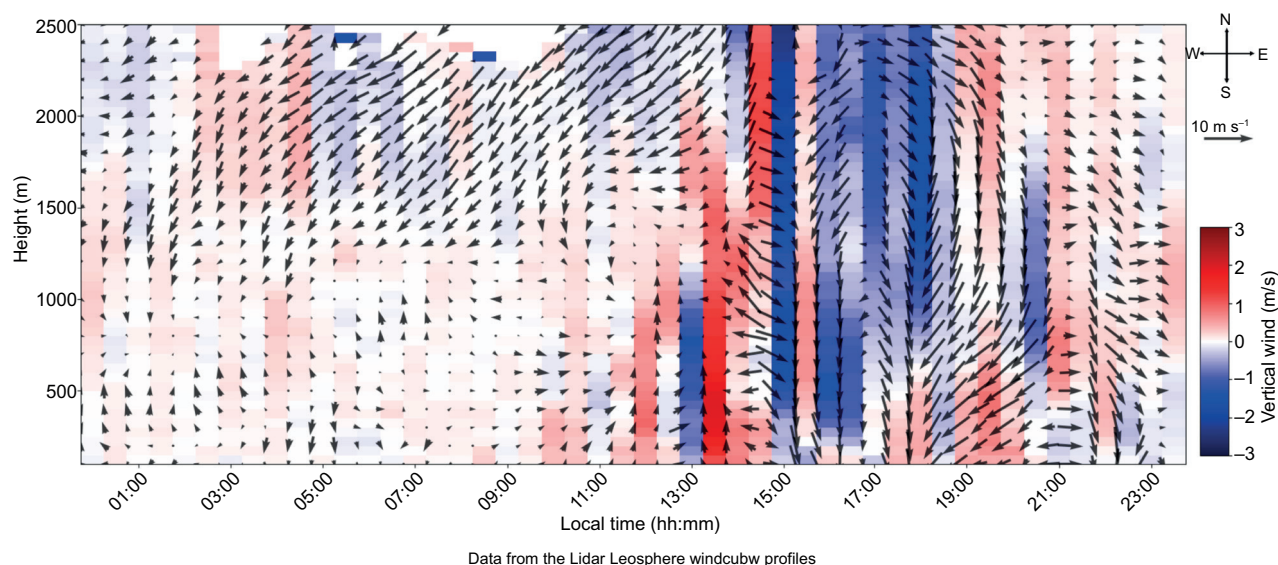 2500
2000
1500
1000
500
Height (m)
01:00 03:00 05:00 07:00 09:00 11:00 13:00 15:00 17:00 19:00 21:00 23:00
Local time (hh:mm)
N
W E
S
10 m s⁻¹
3
2
1
0
−1
−2
−3
Vertical wind (m/s)
Data from the Lidar Leosphere windcubw profiles